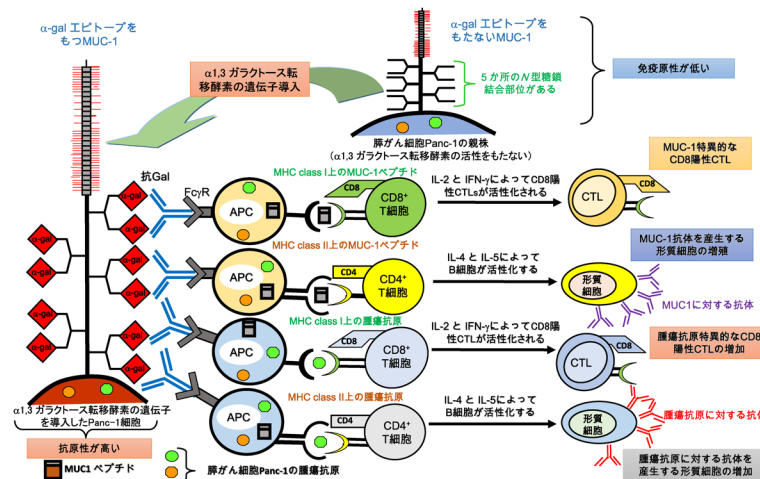 α-gal エピトープを
もつMUC-1
α-gal エピトープを
もたないMUC-1
α1,3 ガラクトース転
移酵素の遺伝子導入
5 か所のN型糖鎖
結合部位がある
免疫原性が低い
膵がん細胞Panc-1の親株
(α1,3 ガラクトース転移酵素の活性をもたない)
抗Gal
FcγR
α-gal
α-gal
α-gal
α-gal
α-gal
α-gal
α-gal
α-gal
MHC class I上のMUC-1ペプチド
APC
CD8
CD8⁺
T細胞
IL-2 と IFN-γによってCD8陽
性CTLsが活性化される
MUC-1特異的な
CD8陽性CTL
CTL
CD8
MHC class II上のMUC-1ペプチド
APC
CD4
CD4⁺
T細胞
IL-4 と IL-5によって
B細胞が活性化する
MUC-1抗体を産生する
形質細胞の増殖
形質
細胞
MUC1に対する抗体
MHC class I上の腫瘍抗原
APC
CD8
CD8⁺
T細胞
IL-2 と IFN-γによってCD8陽
性CTLが活性化される
腫瘍抗原特異的なCD8
陽性CTLの増加
CTL
CD8
MHC class II上の腫瘍抗原
APC
CD4
CD4⁺
T細胞
IL-4 と IL-5によって
B細胞が活性化する
形質
細胞
腫瘍抗原に対する抗体
腫瘍抗原に対する抗体を
産生する形質細胞の増加
α1,3 ガラクトース転移酵素の遺伝子
を導入したPanc-1細胞
抗原性が高い
MUC1 ペプチド
膵がん細胞Panc-1の腫瘍抗原